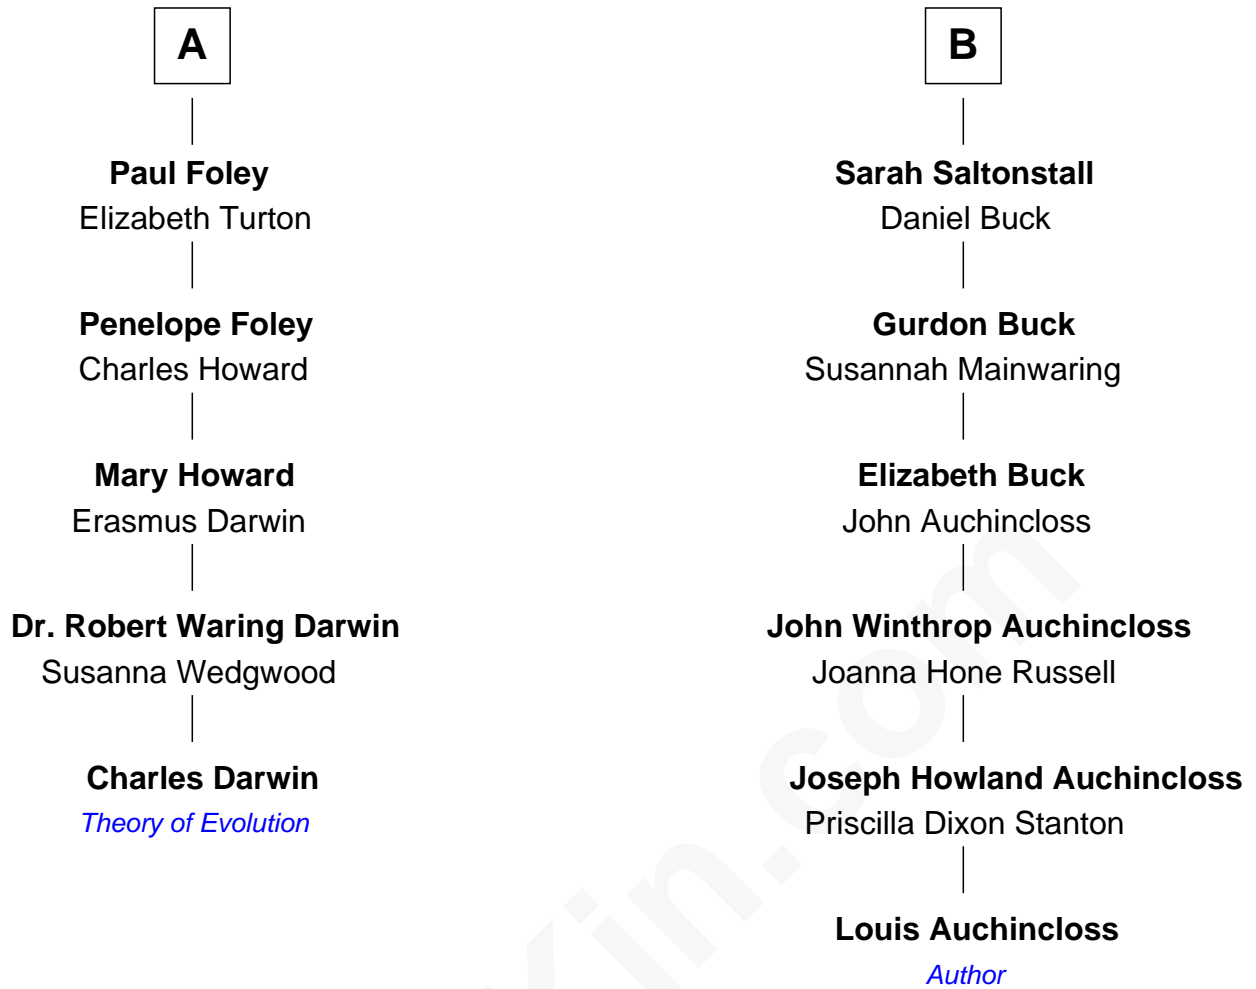 A
Paul Foley
Elizabeth Turton
Penelope Foley
Charles Howard
Mary Howard
Erasmus Darwin
Dr. Robert Waring Darwin
Susanna Wedgwood
Charles Darwin
Theory of Evolution
B
Sarah Saltonstall
Daniel Buck
Gurdon Buck
Susannah Mainwaring
Elizabeth Buck
John Auchincloss
John Winthrop Auchincloss
Joanna Hone Russell
Joseph Howland Auchincloss
Priscilla Dixon Stanton
Louis Auchincloss
Author